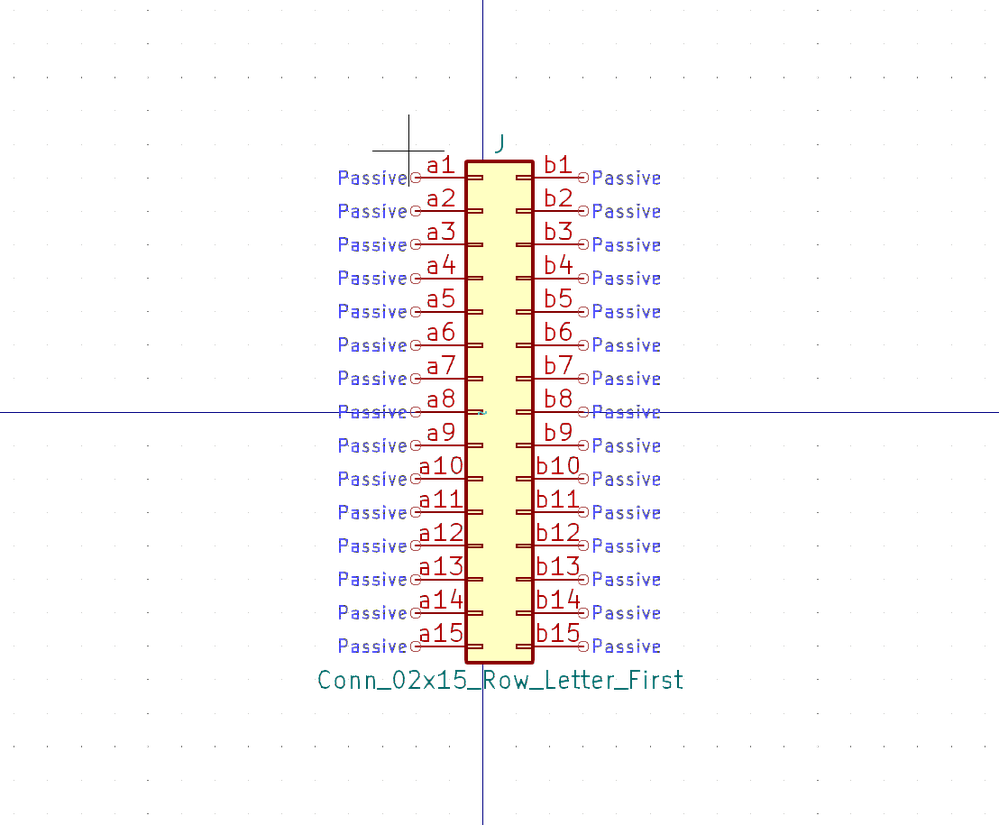 J
Passive a1 b1 Passive
Passive a2 b2 Passive
Passive a3 b3 Passive
Passive a4 b4 Passive
Passive a5 b5 Passive
Passive a6 b6 Passive
Passive a7 b7 Passive
Passive a8 b8 Passive
Passive a9 b9 Passive
Passive a10 b10 Passive
Passive a11 b11 Passive
Passive a12 b12 Passive
Passive a13 b13 Passive
Passive a14 b14 Passive
Passive a15 b15 Passive
Conn_02x15_Row_Letter_First